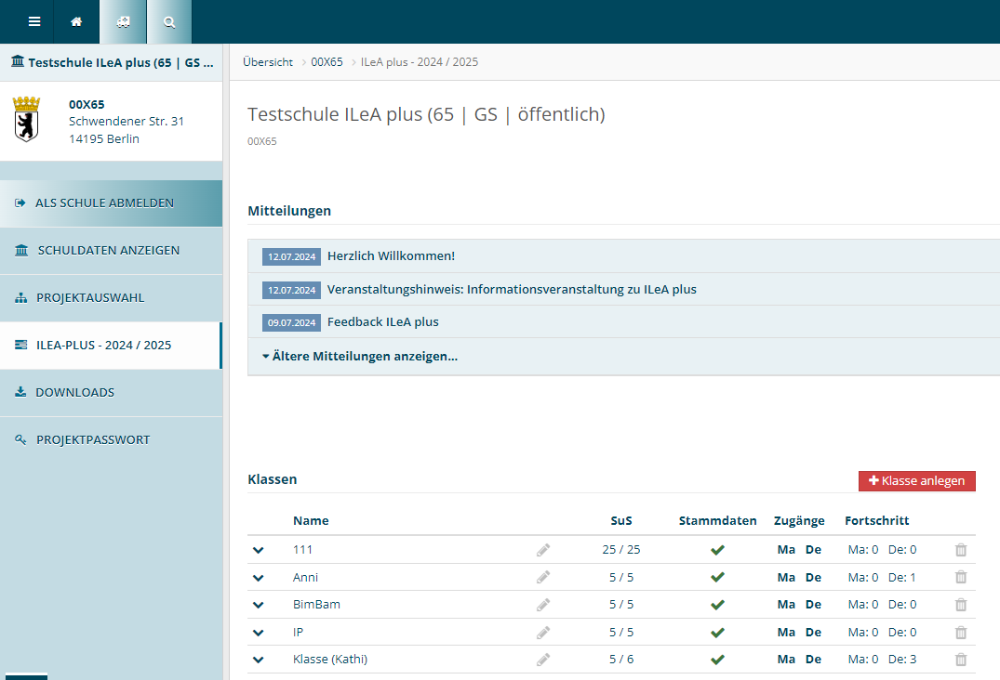 Testschule ILeA plus (65 | GS ...
00X65
Schwendener Str. 31
14195 Berlin
ALS SCHULE ABMELDEN
SCHULDATEN ANZEIGEN
PROJEKTAUSWAHL
ILEA-PLUS - 2024 / 2025
DOWNLOADS
PROJEKTPASSWORT
Übersicht > 00X65 > ILeA plus - 2024 / 2025
Testschule ILeA plus (65 | GS | öffentlich)
00X65
Mitteilungen
12.07.2024 Herzlich Willkommen!
12.07.2024 Veranstaltungshinweis: Informationsveranstaltung zu ILeA plus
09.07.2024 Feedback ILeA plus
Ältere Mitteilungen anzeigen...
Klassen Klasse anlegen
Name SuS Stammdaten Zugänge Fortschritt
111 25 / 25 Ma De Ma: 0 De: 0
Anni 5 / 5 Ma De Ma: 0 De: 1
BimBam 5 / 5 Ma De Ma: 0 De: 0
IP 5 / 5 Ma De Ma: 0 De: 0
Klasse (Kathi) 5 / 6 Ma De Ma: 0 De: 3